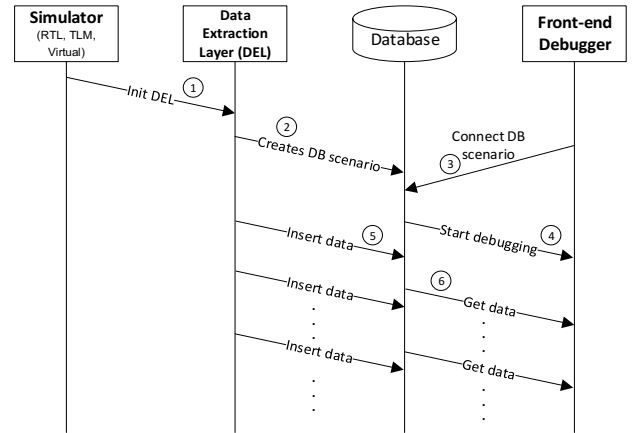 Simulator
(RTL, TLM,
Virtual)
Data
Extraction
Layer (DEL)
Database
Front-end
Debugger
Init DEL
1
2
Creates DB scenario
Connect DB
scenario
3
Insert data
5
Start debugging
4
Insert data
6
Get data
Insert data
Get data